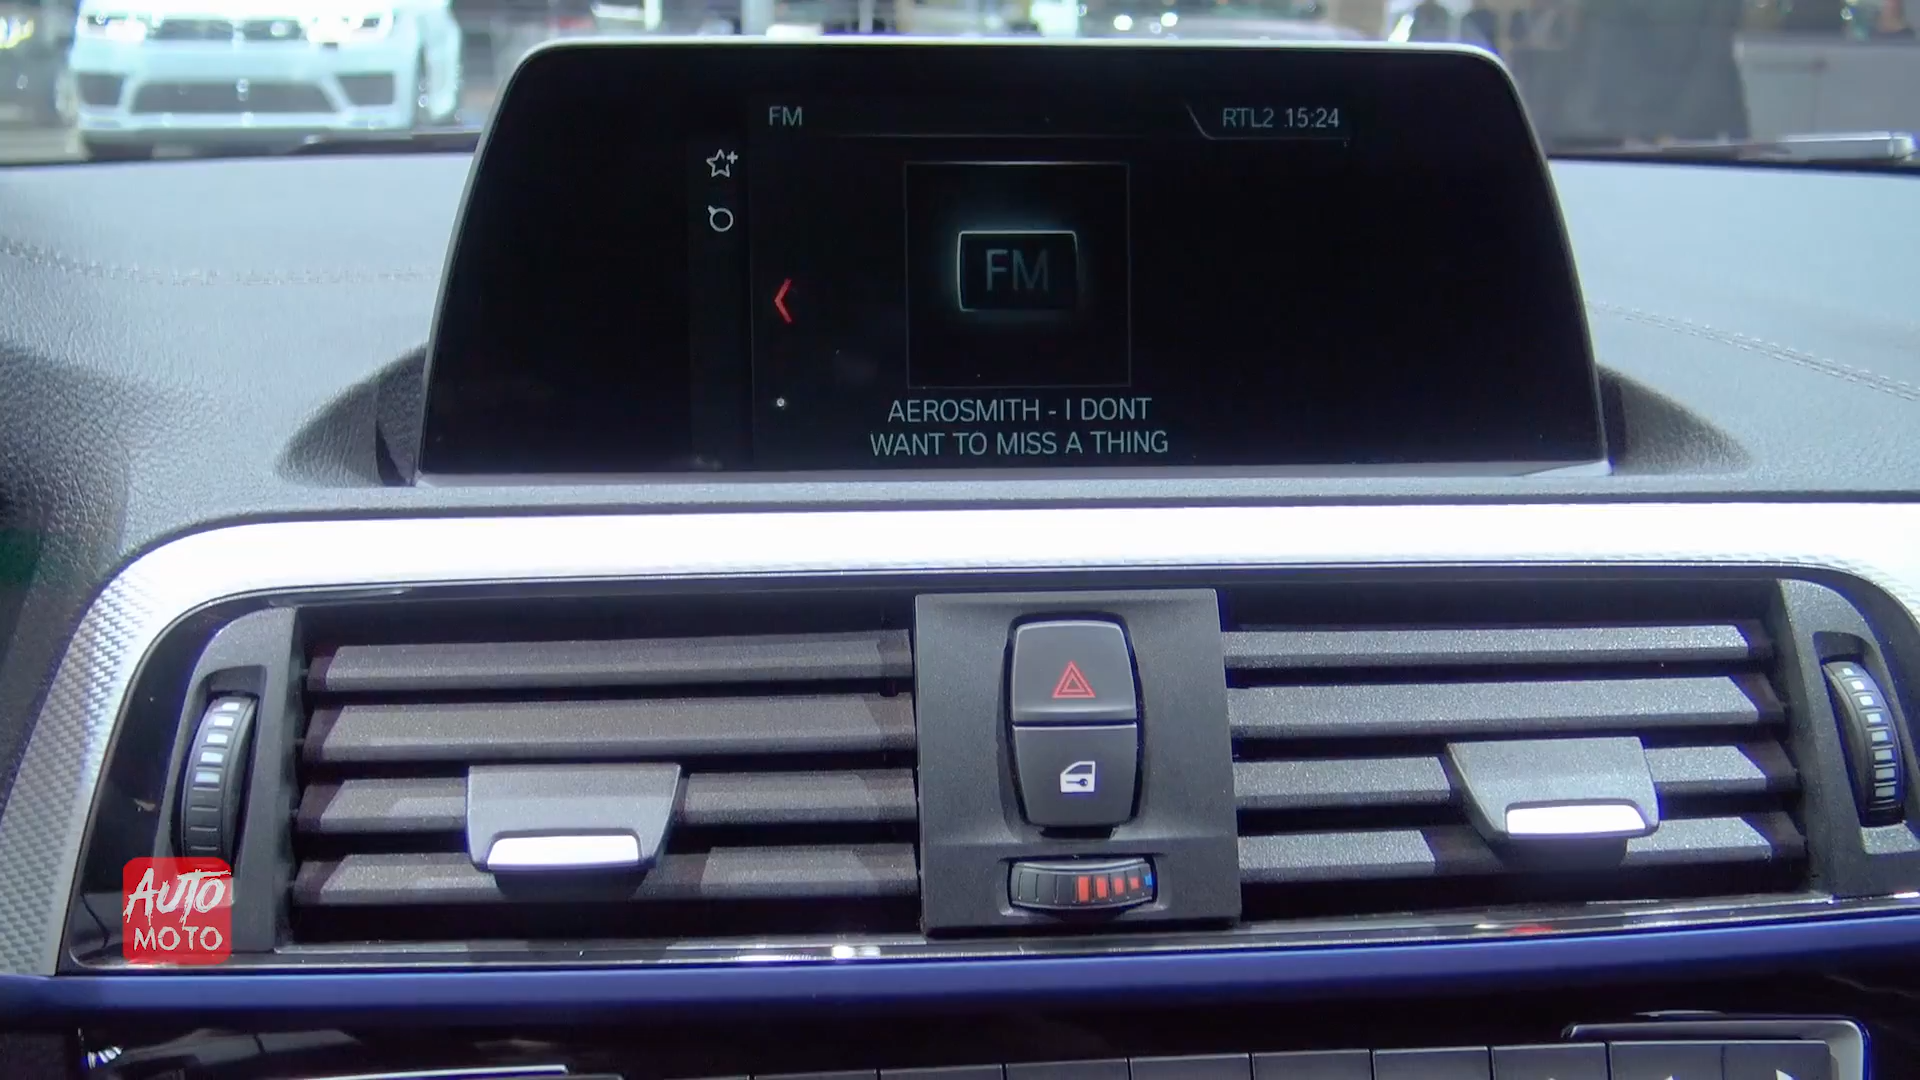 FM
RTL2 15:24
FM
AEROSMITH - I DONT
WANT TO MISS A THING
AUTO
MOTO